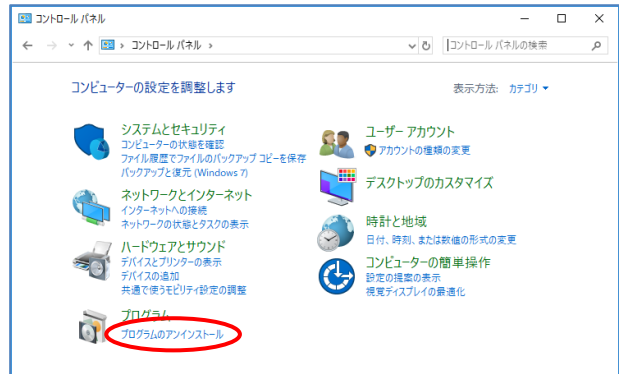 コントロール パネル
コントロール パネル
コントロール パネルの検索
コンピューターの設定を調整します
表示方法: カテゴリ
システムとセキュリティ
コンピューターの状態を確認
ファイル履歴でファイルのバックアップ コピーを保存
バックアップと復元 (Windows 7)
ネットワークとインターネット
インターネットへの接続
ネットワークの状態とタスクの表示
ハードウェアとサウンド
デバイスとプリンターの表示
デバイスの追加
共通で使うモビリティ設定の調整
プログラム
プログラムのアンインストール
ユーザー アカウント
アカウントの種類の変更
デスクトップのカスタマイズ
時計と地域
日付、時刻、または数値の形式の変更
コンピューターの簡単操作
設定の提案の表示
視覚ディスプレイの最適化